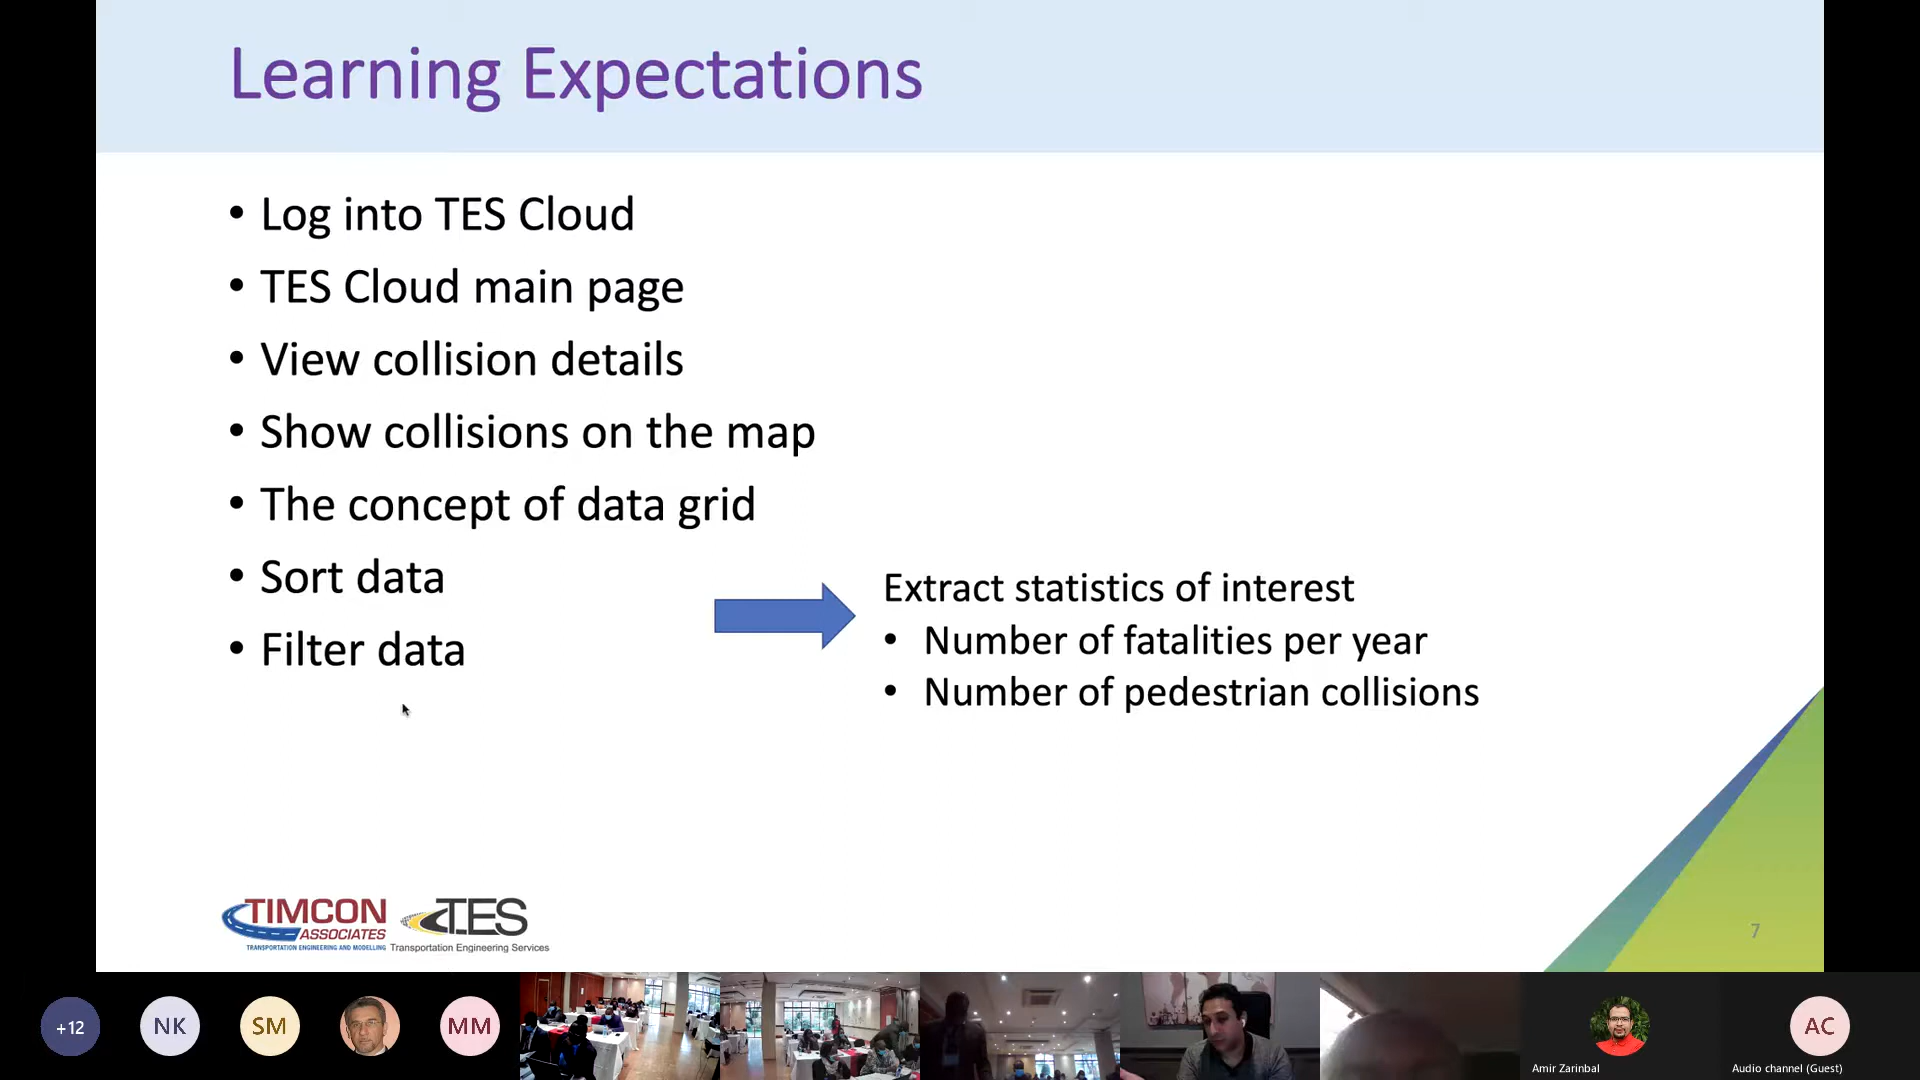 Learning Expectations
• Log into TES Cloud
• TES Cloud main page
• View collision details
• Show collisions on the map
• The concept of data grid
• Sort data
• Filter data
Extract statistics of interest
• Number of fatalities per year
• Number of pedestrian collisions
TIMCON
ASSOCIATES
TRANSPORTATION ENGINEERING AND MODELLING
TES
Transportation Engineering Services
7
+12
NK
SM
MM
Amir Zarinbal
AC
Audio channel (Guest)